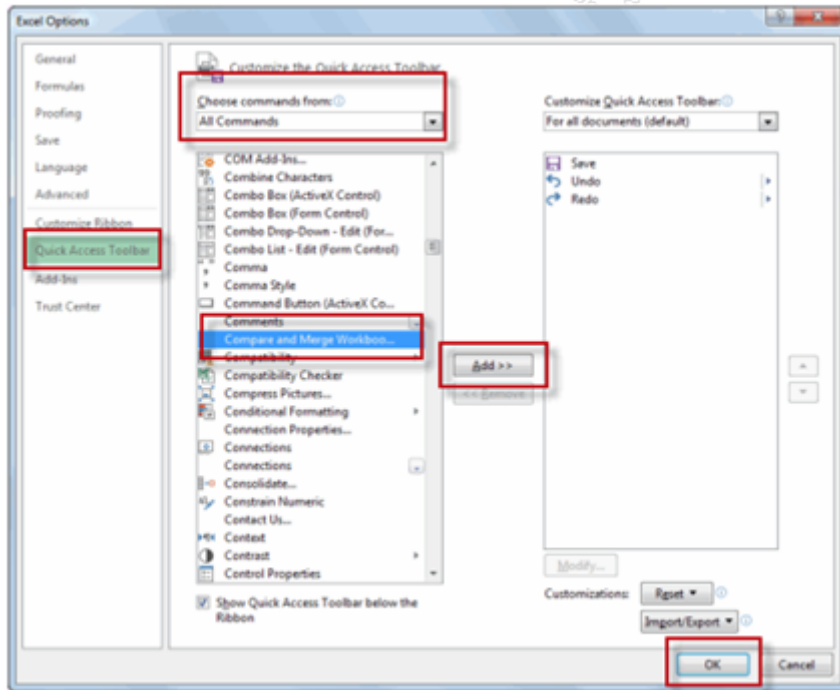 Excel Options
General
Formulas
Proofing
Save
Language
Advanced
Customize Ribbon
Quick Access Toolbar
Add-Ins
Trust Center
Customize the Quick Access Toolbar.
Choose commands from:
All Commands
COM Add-Ins...
Combine Characters
Combo Box (ActiveX Control)
Combo Box (Form Control)
Combo Drop-Down - Edit (For...
Combo List - Edit (Form Control)
Comma
Comma Style
Command Button (ActiveX Co...
Comments
Compare and Merge Workboo...
Compatibility
Compatibility Checker
Compress Pictures...
Conditional Formatting
Connection Properties...
Connections
Connections
Consolidate...
Constrain Numeric
Contact Us...
Context
Contrast
Control Properties
Show Quick Access Toolbar below the
Ribbon
Add >>
<< Remove
Customize Quick Access Toolbar:
For all documents (default)
Save
Undo
Redo
Modify...
Customizations:
Reset
Import/Export
OK
Cancel